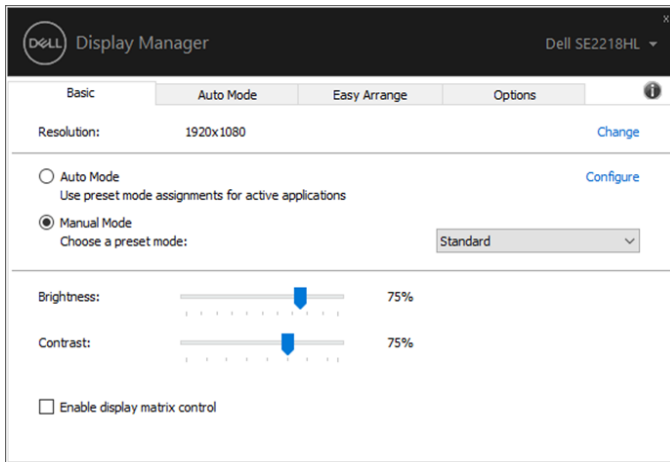 x
DELL Display Manager Dell SE2218HL
Basic Auto Mode Easy Arrange Options i
Resolution: 1920x1080 Change
Auto Mode Configure
Use preset mode assignments for active applications
Manual Mode
Choose a preset mode: Standard
Brightness: 75%
Contrast: 75%
Enable display matrix control